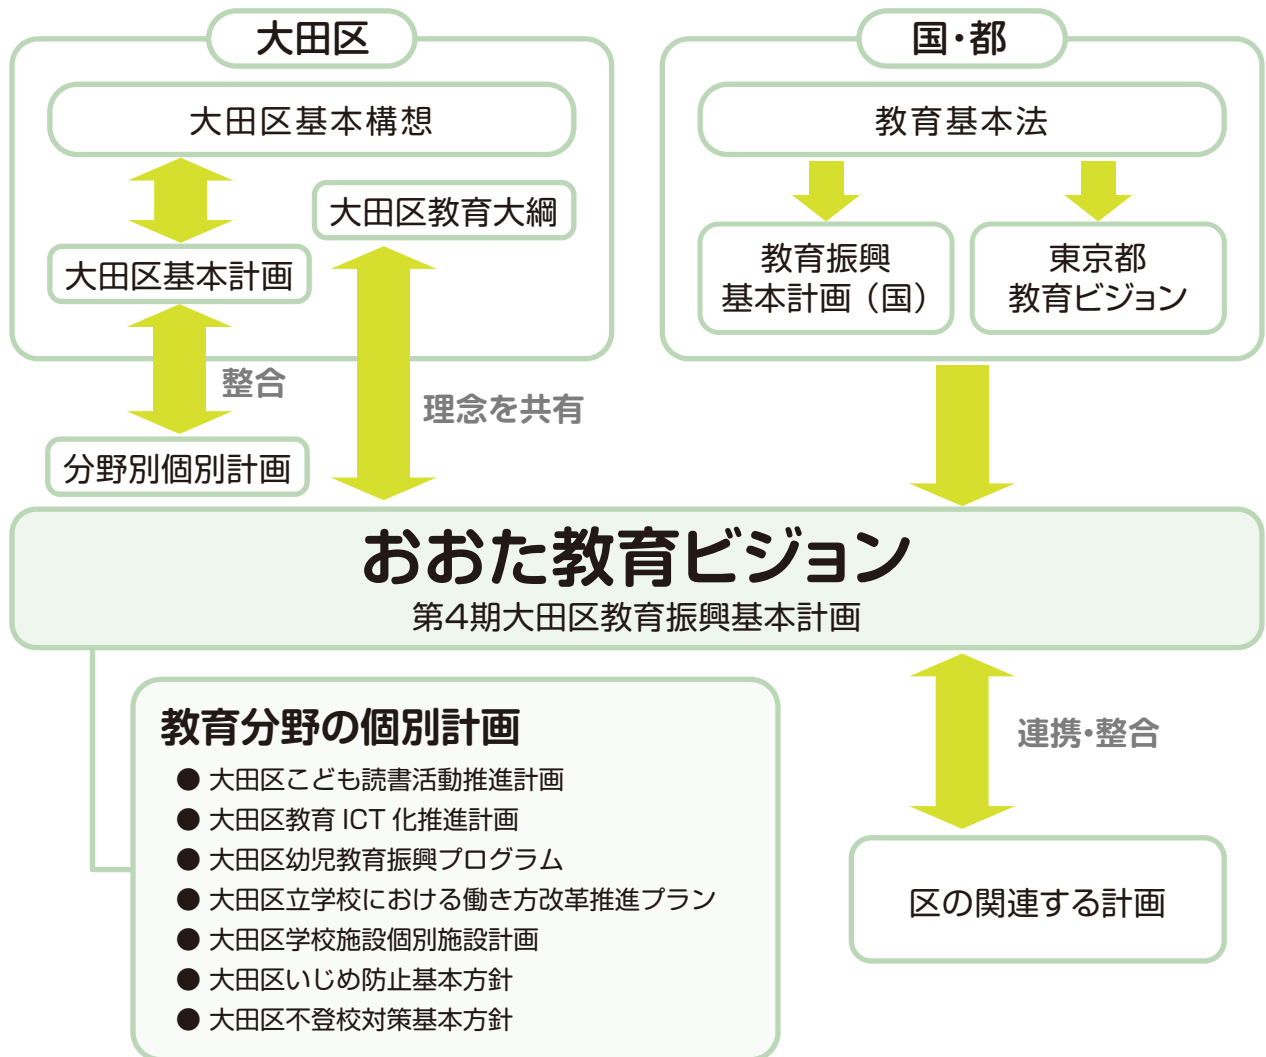 大田区
大田区基本構想
大田区教育大綱
大田区基本計画
整合
理念を共有
分野別個別計画
国・都
教育基本法
教育振興
基本計画（国）
東京都
教育ビジョン
おおた教育ビジョン
第4期大田区教育振興基本計画
教育分野の個別計画
● 大田区こども読書活動推進計画
● 大田区教育 ICT 化推進計画
● 大田区幼児教育振興プログラム
● 大田区立学校における働き方改革推進プラン
● 大田区学校施設個別施設計画
● 大田区いじめ防止基本方針
● 大田区不登校対策基本方針
連携・整合
区の関連する計画